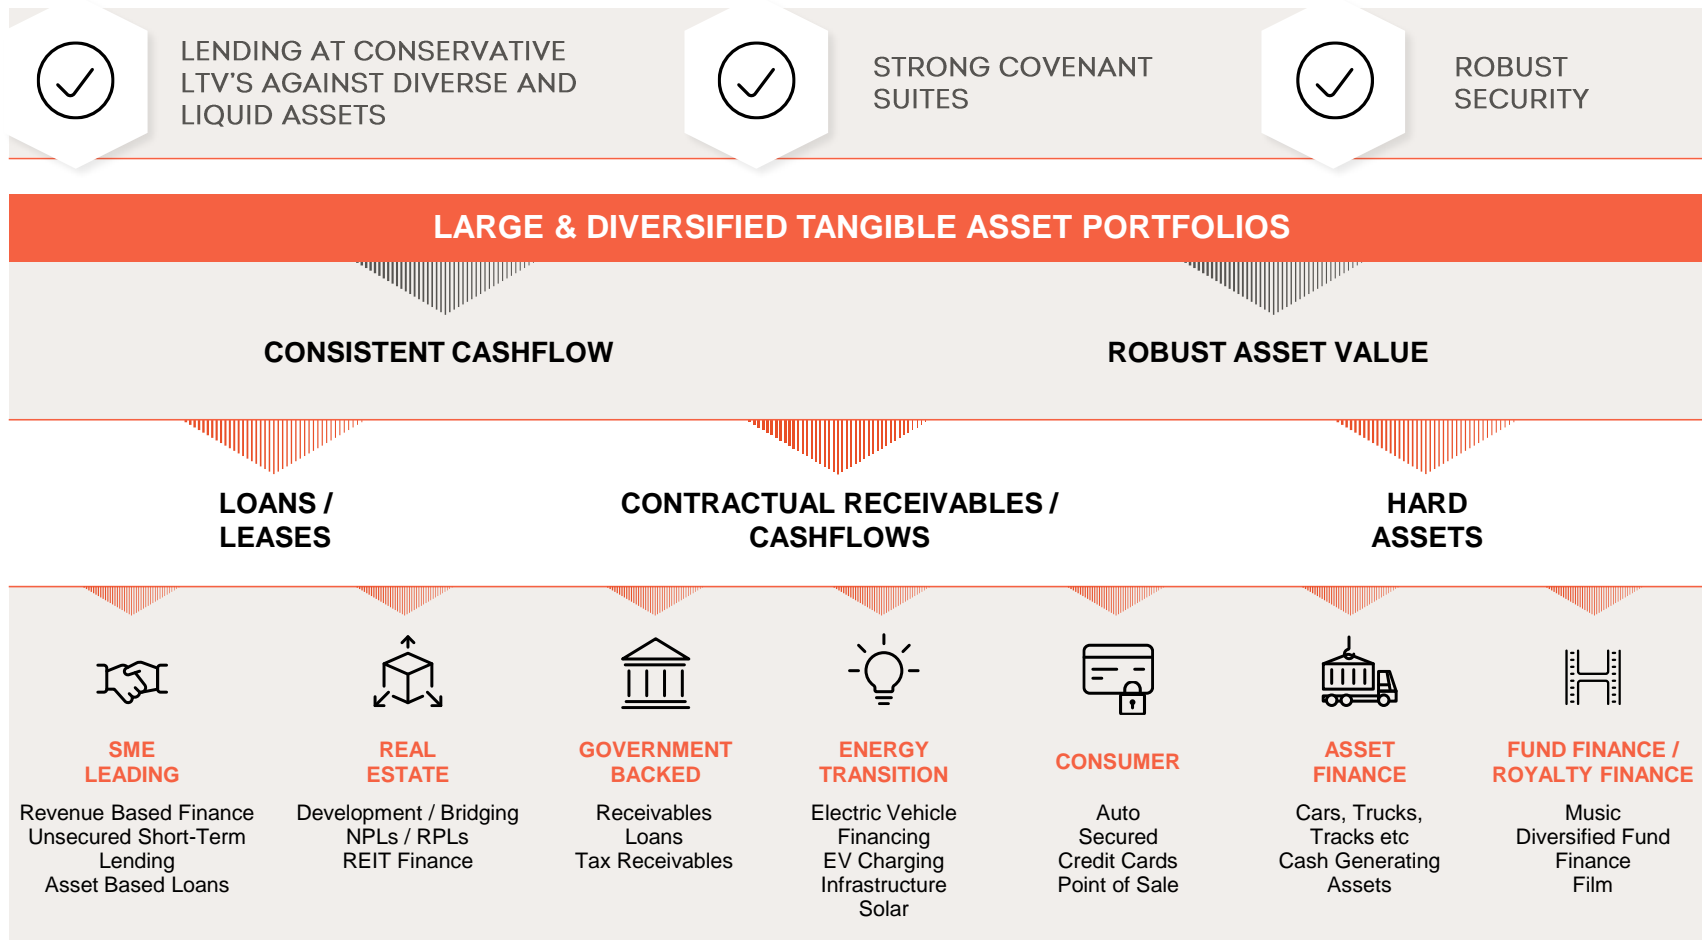 LENDING AT CONSERVATIVE
LTV'S AGAINST DIVERSE AND
LIQUID ASSETS
STRONG COVENANT
SUITES
ROBUST
SECURITY
LARGE & DIVERSIFIED TANGIBLE ASSET PORTFOLIOS
CONSISTENT CASHFLOW
ROBUST ASSET VALUE
LOANS /
LEASES
CONTRACTUAL RECEIVABLES /
CASHFLOWS
HARD
ASSETS
SME
LEADING
Revenue Based Finance
Unsecured Short-Term
Lending
Asset Based Loans
REAL
ESTATE
Development / Bridging
NPLs / RPLs
REIT Finance
GOVERNMENT
BACKED
Receivables
Loans
Tax Receivables
ENERGY
TRANSITION
Electric Vehicle
Financing
EV Charging
Infrastructure
Solar
CONSUMER
Auto
Secured
Credit Cards
Point of Sale
ASSET
FINANCE
Cars, Trucks,
Tracks etc
Cash Generating
Assets
FUND FINANCE /
ROYALTY FINANCE
Music
Diversified Fund
Finance
Film